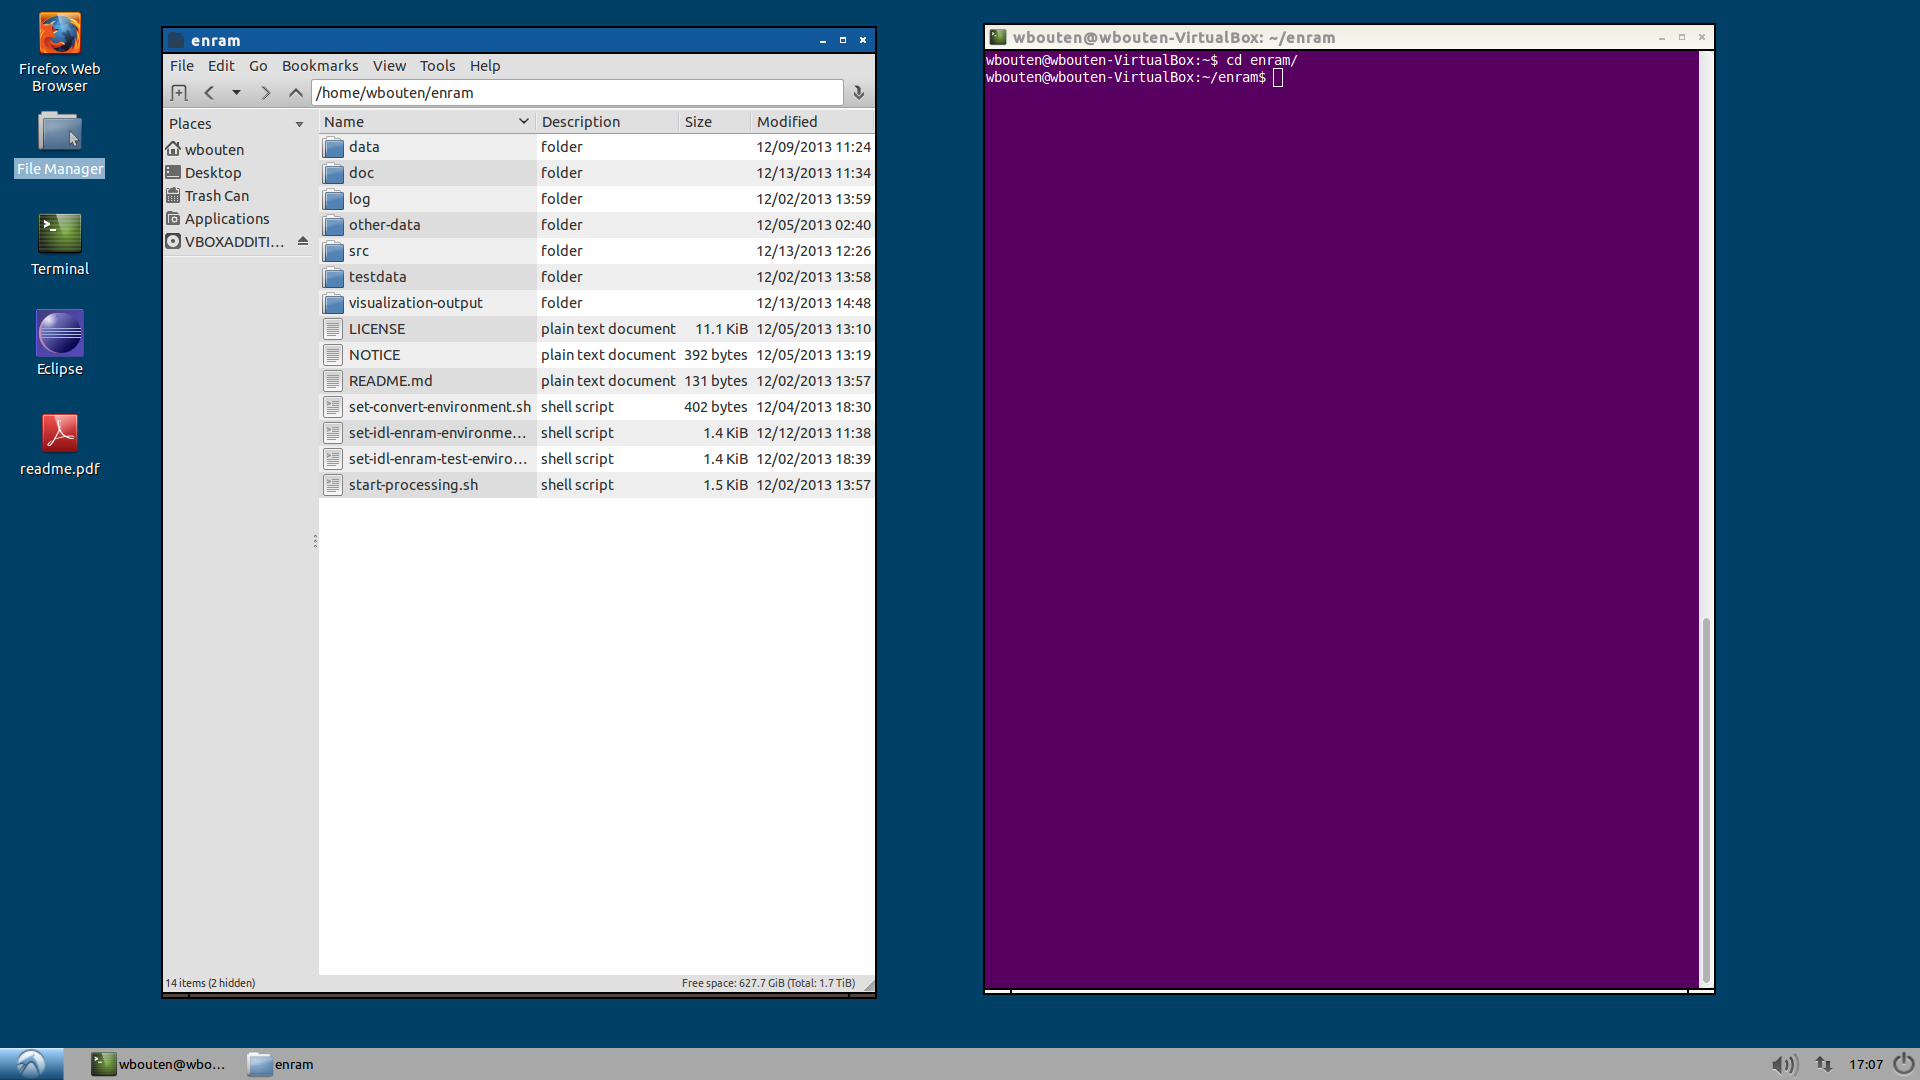 Firefox Web
Browser
File Manager
Terminal
Eclipse
readme.pdf
enram
File Edit Go Bookmarks View Tools Help
/home/wbouten/enram
Places
wbouten
Desktop
Trash Can
Applications
VBOXADDITI...
Name Description Size Modified
data folder 12/09/2013 11:24
doc folder 12/13/2013 11:34
log folder 12/02/2013 13:59
other-data folder 12/05/2013 02:40
src folder 12/13/2013 12:26
testdata folder 12/02/2013 13:58
visualization-output folder 12/13/2013 14:48
LICENSE plain text document 11.1 KiB 12/05/2013 13:10
NOTICE plain text document 392 bytes 12/05/2013 13:19
README.md plain text document 131 bytes 12/02/2013 13:57
set-convert-environment.sh shell script 402 bytes 12/04/2013 18:30
set-idl-enram-environme... shell script 1.4 KiB 12/12/2013 11:38
set-idl-enram-test-enviro... shell script 1.4 KiB 12/02/2013 18:39
start-processing.sh shell script 1.5 KiB 12/02/2013 13:57
14 items (2 hidden) Free space: 627.7 GiB (Total: 1.7 TiB)
wbouten@wbouten-VirtualBox: ~/enram
wbouten@wbouten-VirtualBox:~$ cd enram/
wbouten@wbouten-VirtualBox:~/enram$
wbouten@wbo... enram 17:07